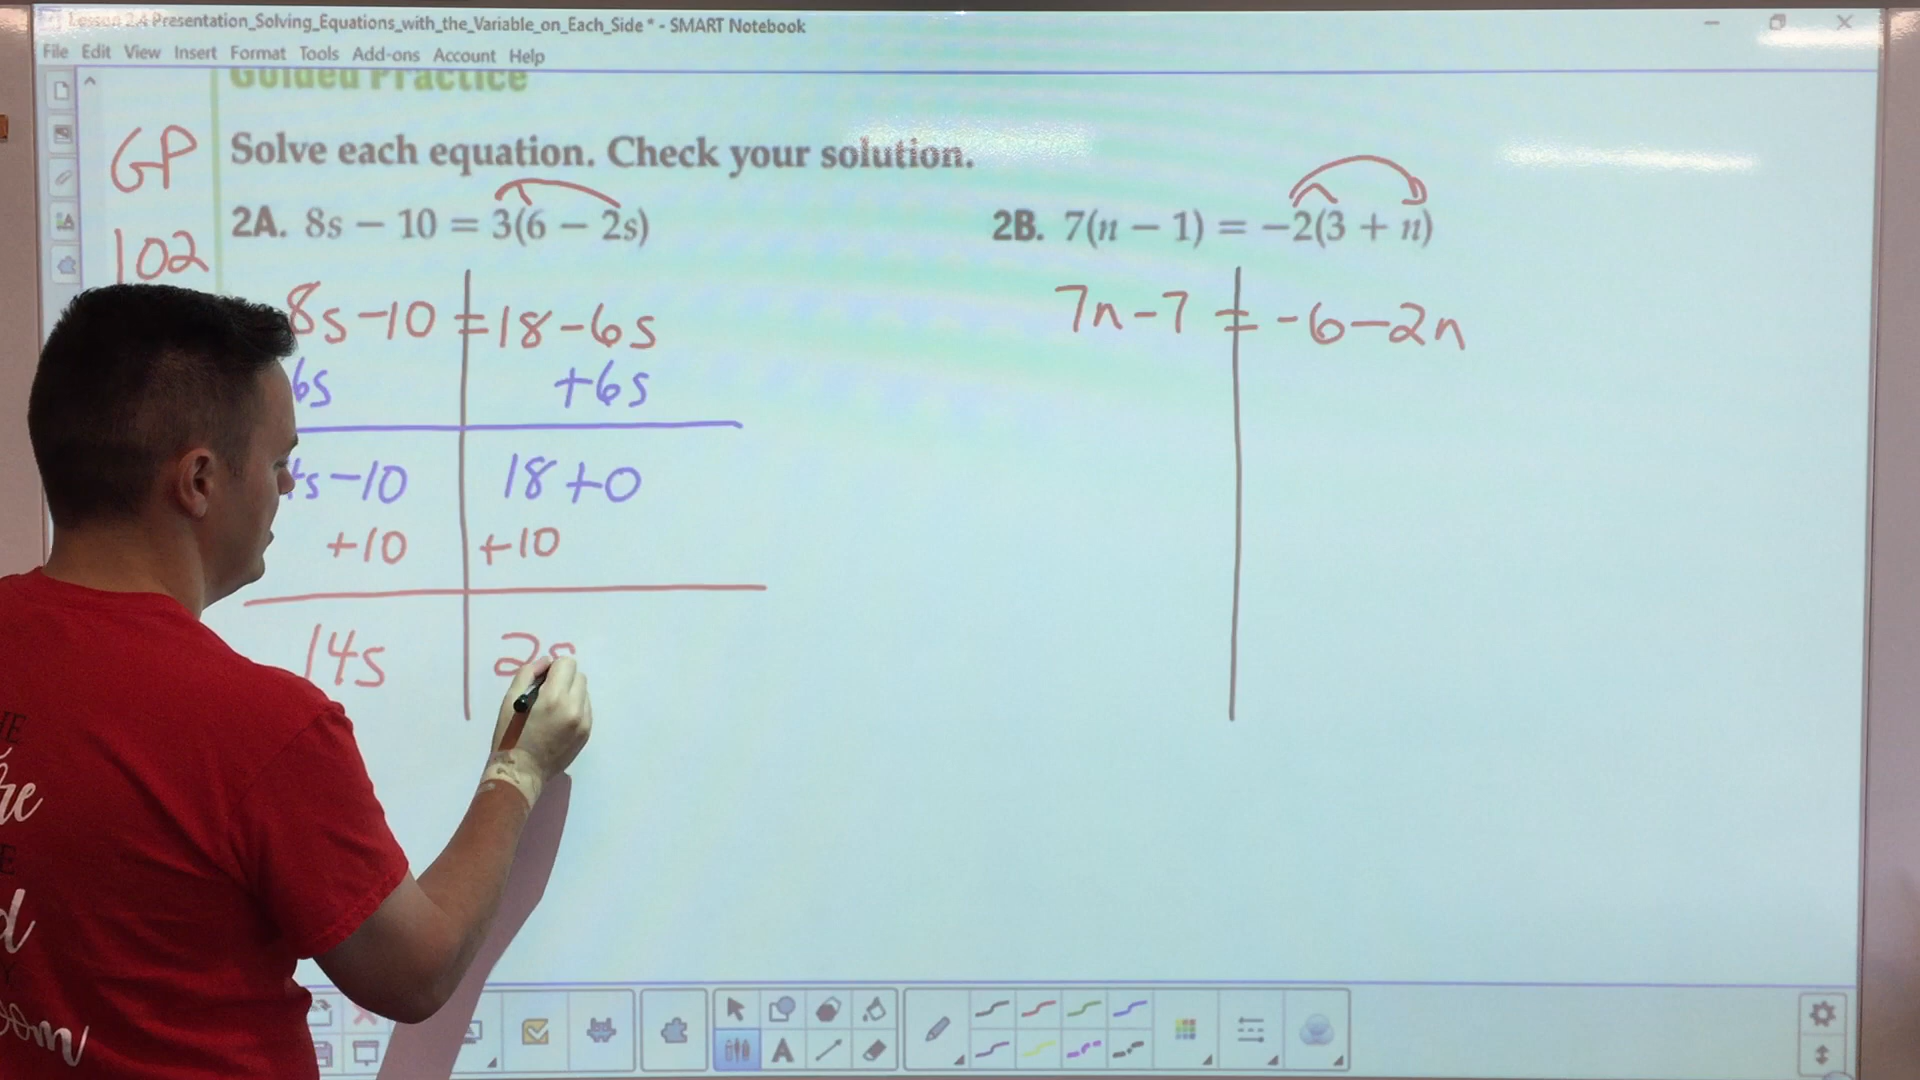 Lesson 2.4 Presentation_Solving_Equations_with_the_Variable_on_Each_Side * - SMART Notebook
File Edit View Insert Format Tools Add-ons Account Help
Guided Practice
GP
102
Solve each equation. Check your solution.
2A. 8s − 10 = 3(6 − 2s)
8s-10 = 18-6s
6s +6s
s-10 18+0
+10 +10
14s 2
2B. 7(n − 1) = −2(3 + n)
7n-7 = -6-2n